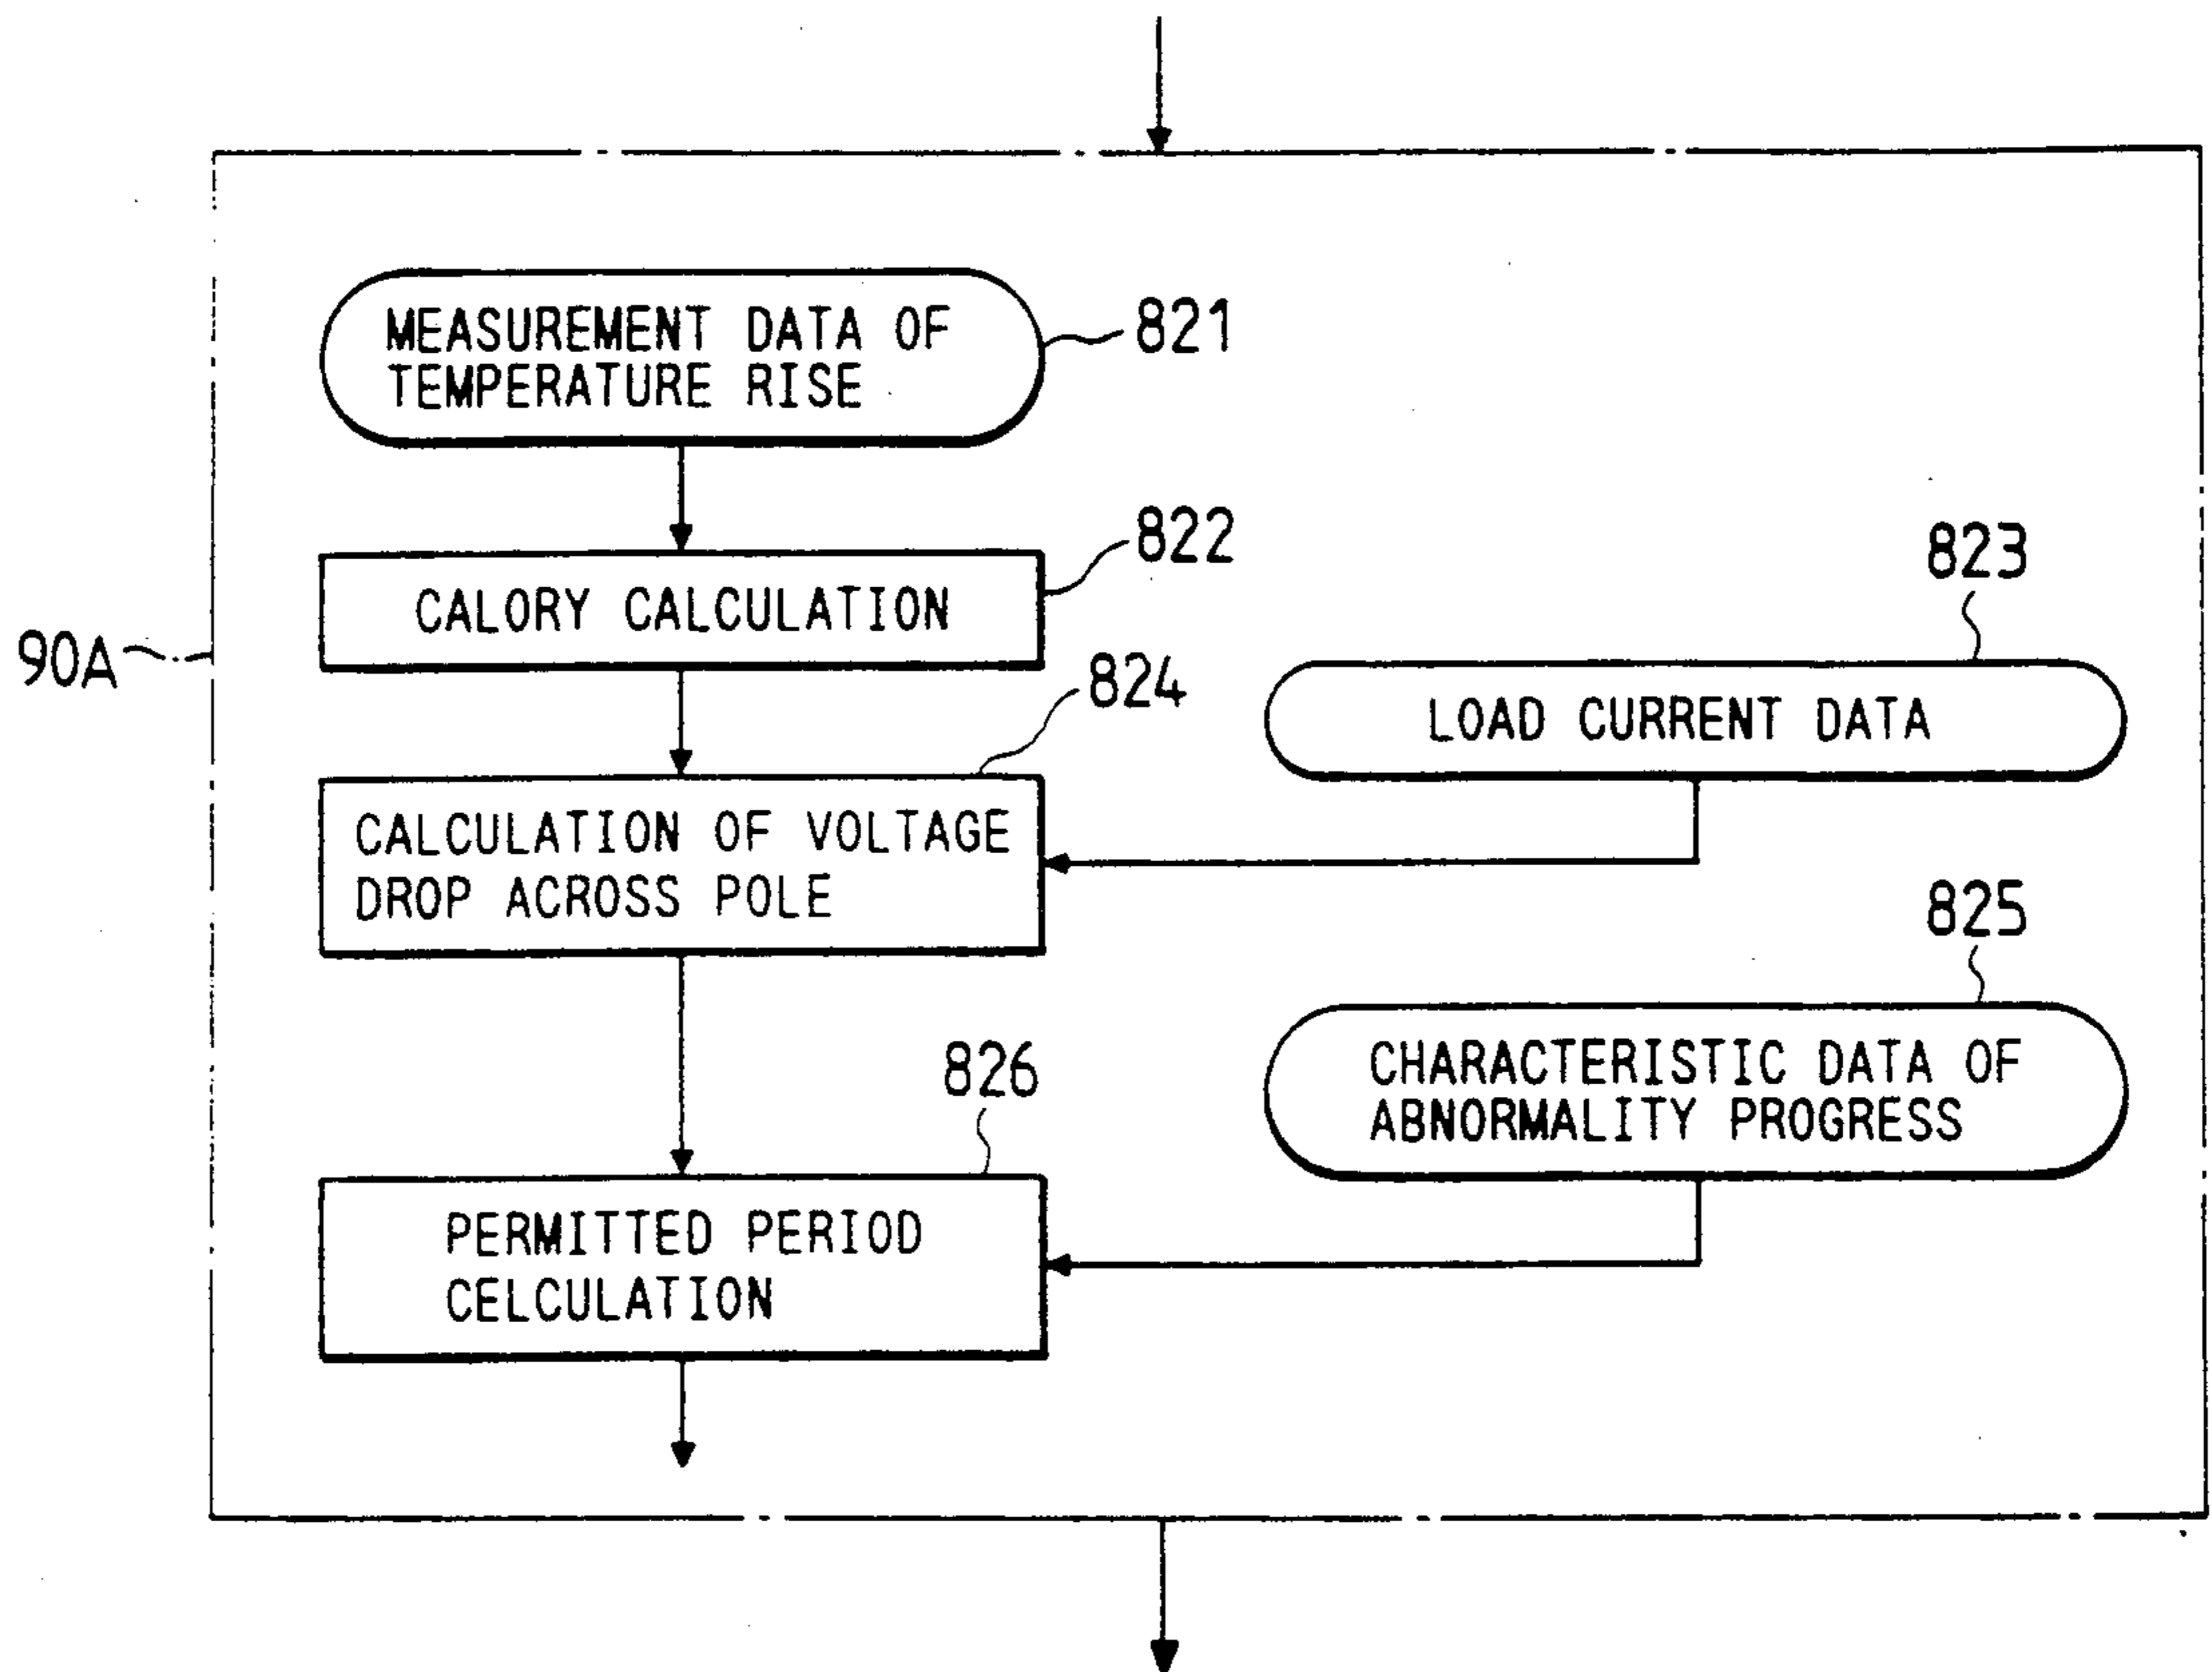 MEASUREMENT DATA OF
TEMPERATURE RISE
821
822
CALORY CALCULATION
823
90A
824
LOAD CURRENT DATA
CALCULATION OF VOLTAGE
DROP ACROSS POLE
825
826
CHARACTERISTIC DATA OF
ABNORMALITY PROGRESS
PERMITTED PERIOD
CELCULATION